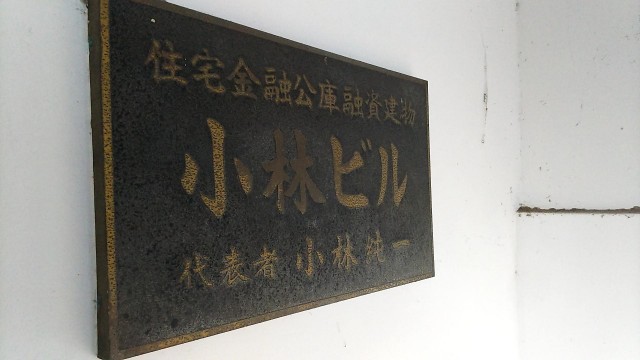 住宅金融公庫融資建物
小林ビル
代表者 小林純一